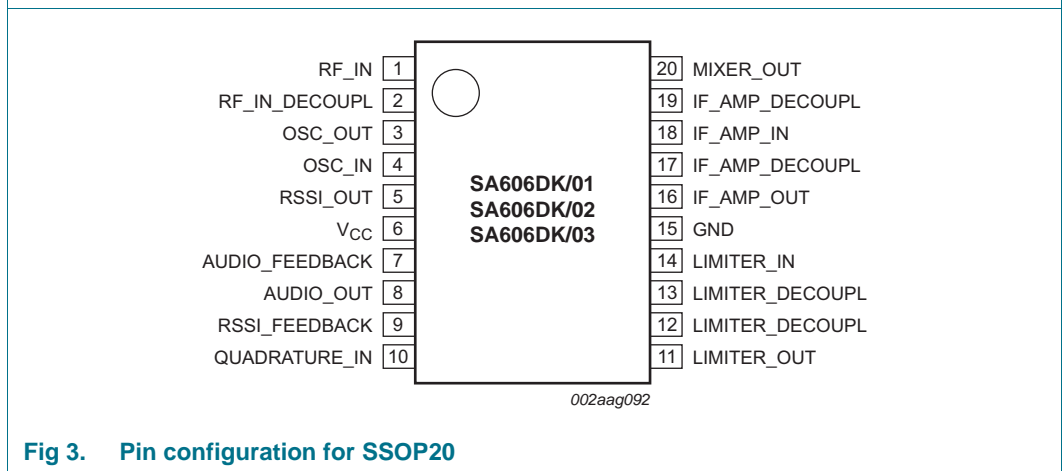 RF_IN 1
RF_IN_DECOUPL 2
OSC_OUT 3
OSC_IN 4
RSSI_OUT 5
VCC 6
AUDIO_FEEDBACK 7
AUDIO_OUT 8
RSSI_FEEDBACK 9
QUADRATURE_IN 10
SA606DK/01
SA606DK/02
SA606DK/03
20 MIXER_OUT
19 IF_AMP_DECOUPL
18 IF_AMP_IN
17 IF_AMP_DECOUPL
16 IF_AMP_OUT
15 GND
14 LIMITER_IN
13 LIMITER_DECOUPL
12 LIMITER_DECOUPL
11 LIMITER_OUT
002aag092
Fig 3. Pin configuration for SSOP20